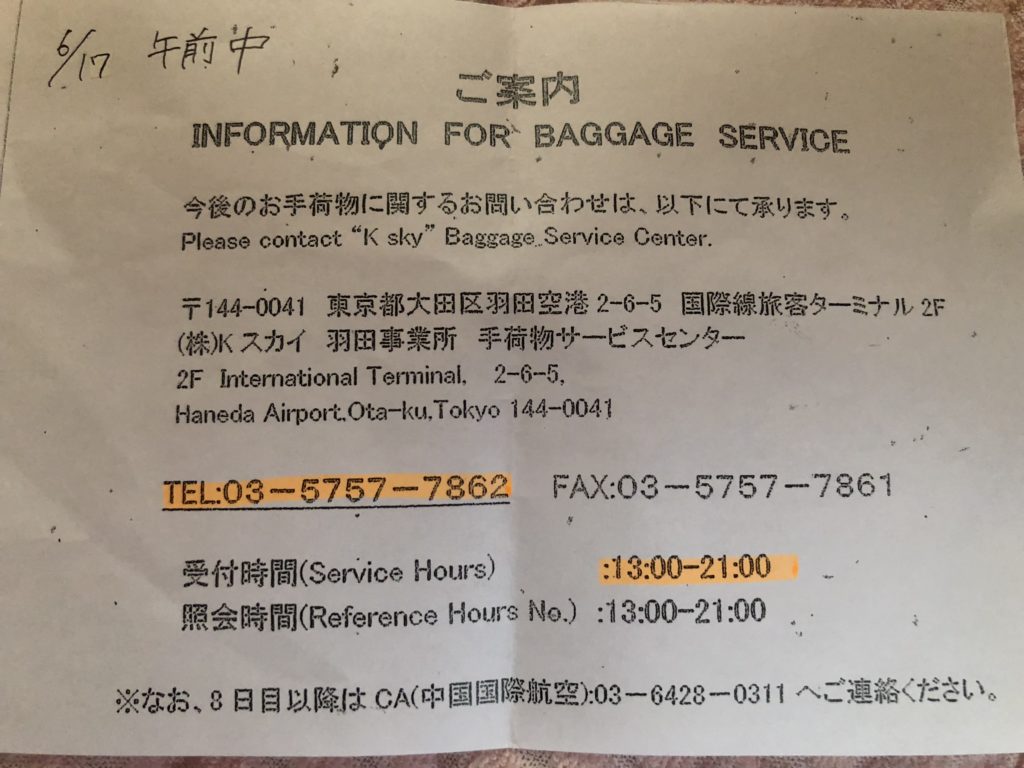 6/17 午前中
ご案内
INFORMATION FOR BAGGAGE SERVICE
今後のお手荷物に関するお問い合わせは、以下にて承ります。
Please contact "K sky" Baggage Service Center.
〒144-0041 東京都大田区羽田空港2-6-5 国際線旅客ターミナル2F
(株)Kスカイ 羽田事業所 手荷物サービスセンター
2F International Terminal, 2-6-5,
Haneda Airport,Ota-ku,Tokyo 144-0041
TEL:03-5757-7862 FAX:03-5757-7861
受付時間(Service Hours) :13:00-21:00
照会時間(Reference Hours No.) :13:00-21:00
※なお、8日目以降はCA(中国国際航空):03-6428-0311へご連絡ください。